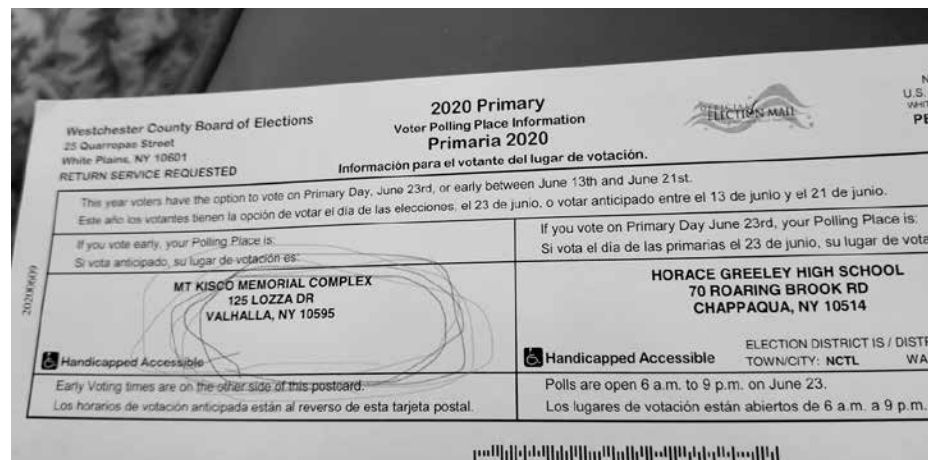 Westchester County Board of Elections
25 Quarropas Street
White Plains, NY 10601
RETURN SERVICE REQUESTED
2020 Primary
Voter Polling Place Information
Primaria 2020
Información para el votante del lugar de votación.
OFFICIAL
ELECTION MAIL
U.S.
This year voters have the option to vote on Primary Day, June 23rd, or early between June 13th and June 21st.
Este año los votantes tienen la opción de votar el día de las elecciones, el 23 de junio, o votar anticipado entre el 13 de junio y el 21 de junio.
If you vote early, your Polling Place is:
Si vota anticipado, su lugar de votación es:
MT KISCO MEMORIAL COMPLEX
125 LOZZA DR
VALHALLA, NY 10595
Handicapped Accessible
Early Voting times are on the other side of this postcard.
Los horarios de votación anticipada están al reverso de esta tarjeta postal.
If you vote on Primary Day June 23rd, your Polling Place is:
Si vota el día de las primarias el 23 de junio, su lugar de
HORACE GREELEY HIGH SCHOOL
70 ROARING BROOK RD
CHAPPAQUA, NY 10514
ELECTION DISTRICT IS /
Handicapped Accessible
TOWN/CITY: NCTL
Polls are open 6 a.m. to 9 p.m. on June 23.
Los lugares de votación están abiertos de 6 a.m. a 9 p.m.
20200609